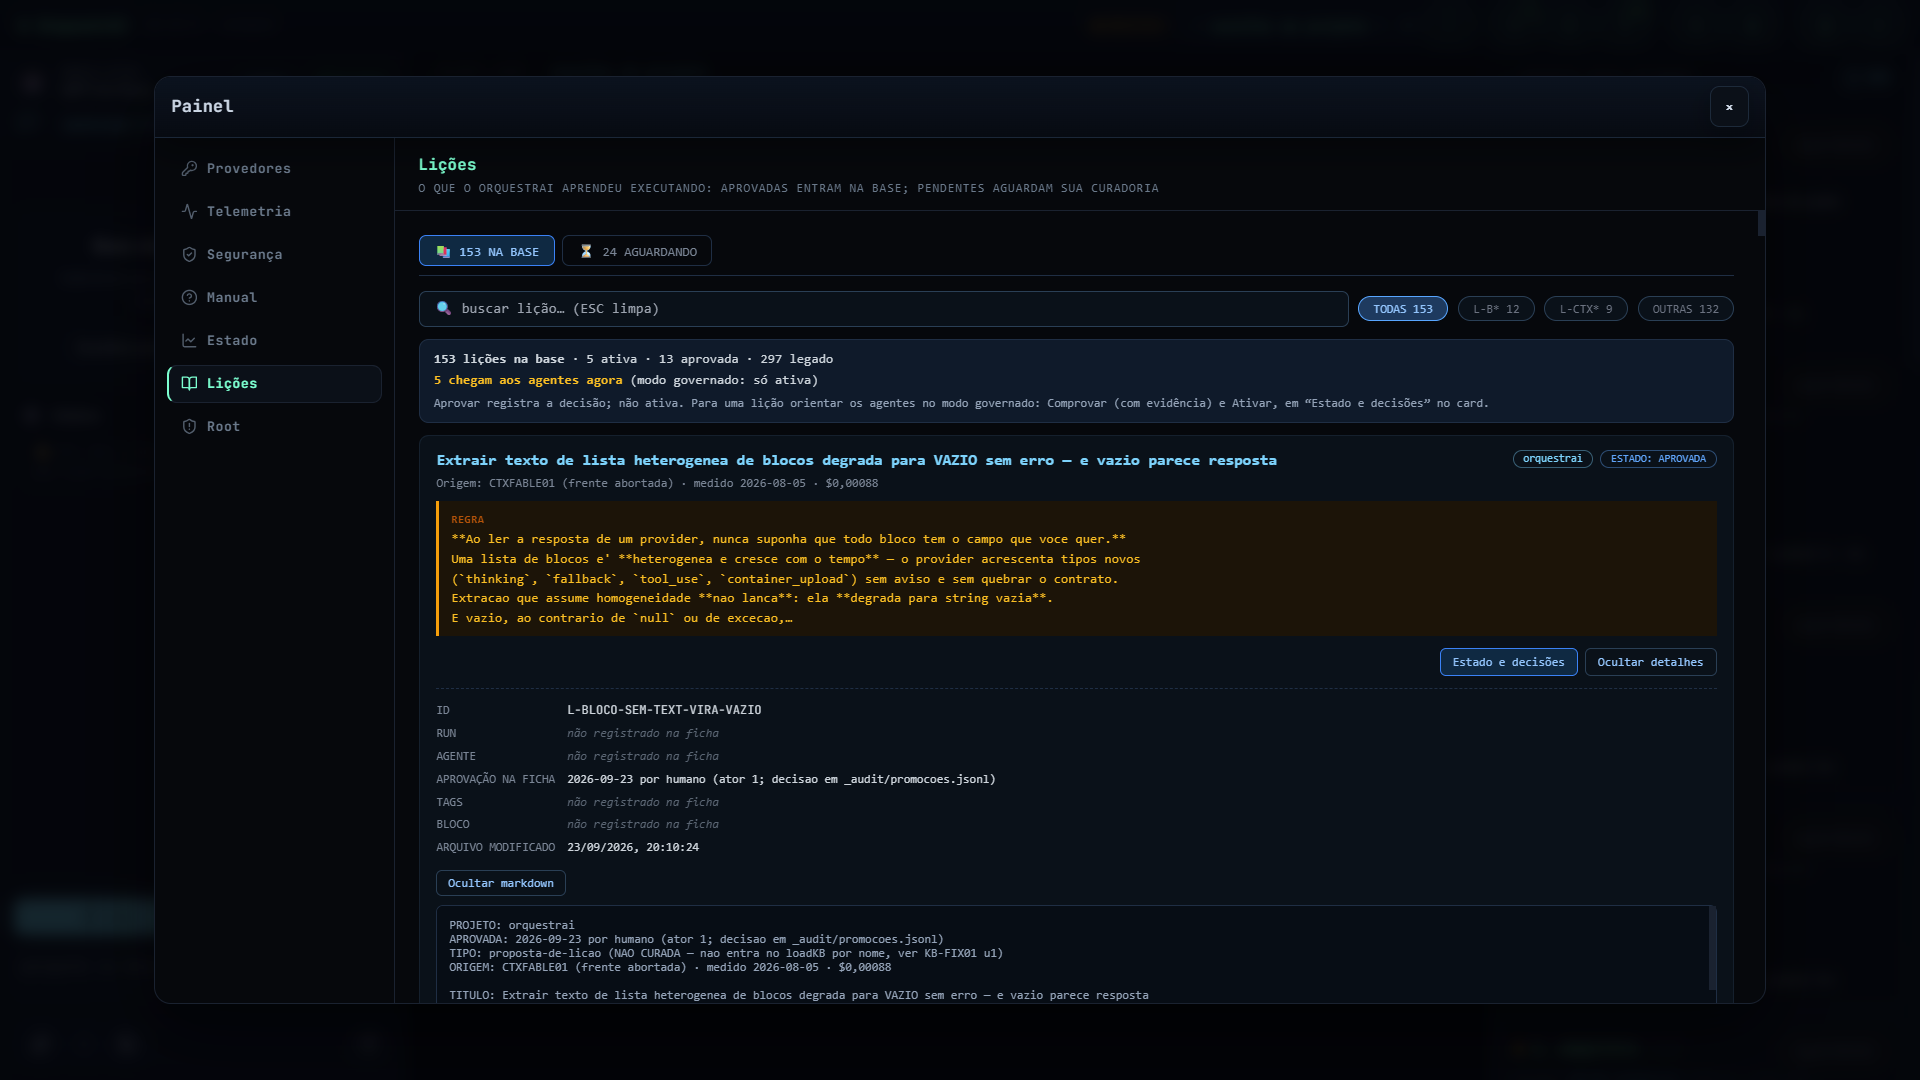 Painel
×
Provedores
Telemetria
Segurança
Manual
Estado
Lições
Root
Lições
O QUE O ORQUESTRAI APRENDEU EXECUTANDO: APROVADAS ENTRAM NA BASE; PENDENTES AGUARDAM SUA CURADORIA
153 NA BASE
24 AGUARDANDO
buscar lição… (ESC limpa)
TODAS 153
L-B* 12
L-CTX* 9
OUTRAS 132
153 lições na base · 5 ativa · 13 aprovada · 297 legado
5 chegam aos agentes agora (modo governado: só ativa)
Aprovar registra a decisão; não ativa. Para uma lição orientar os agentes no modo governado: Comprovar (com evidência) e Ativar, em “Estado e decisões” no card.
Extrair texto de lista heterogenea de blocos degrada para VAZIO sem erro — e vazio parece resposta
orquestrai
ESTADO: APROVADA
Origem: CTXFABLE01 (frente abortada) · medido 2026-08-05 · $0,00088
REGRA
**Ao ler a resposta de um provider, nunca suponha que todo bloco tem o campo que voce quer.**
Uma lista de blocos e' **heterogenea e cresce com o tempo** — o provider acrescenta tipos novos
(`thinking`, `fallback`, `tool_use`, `container_upload`) sem aviso e sem quebrar o contrato.
Extracao que assume homogeneidade **nao lanca**: ela **degrada para string vazia**.
E vazio, ao contrario de `null` ou de excecao,…
Estado e decisões
Ocultar detalhes
ID L-BLOCO-SEM-TEXT-VIRA-VAZIO
RUN não registrado na ficha
AGENTE não registrado na ficha
APROVAÇÃO NA FICHA 2026-09-23 por humano (ator 1; decisao em _audit/promocoes.jsonl)
TAGS não registrado na ficha
BLOCO não registrado na ficha
ARQUIVO MODIFICADO 23/09/2026, 20:10:24
Ocultar markdown
PROJETO: orquestrai
APROVADA: 2026-09-23 por humano (ator 1; decisao em _audit/promocoes.jsonl)
TIPO: proposta-de-licao (NAO CURADA — nao entra no loadKB por nome, ver KB-FIX01 u1)
ORIGEM: CTXFABLE01 (frente abortada) · medido 2026-08-05 · $0,00088
TITULO: Extrair texto de lista heterogenea de blocos degrada para VAZIO sem erro — e vazio parece resposta